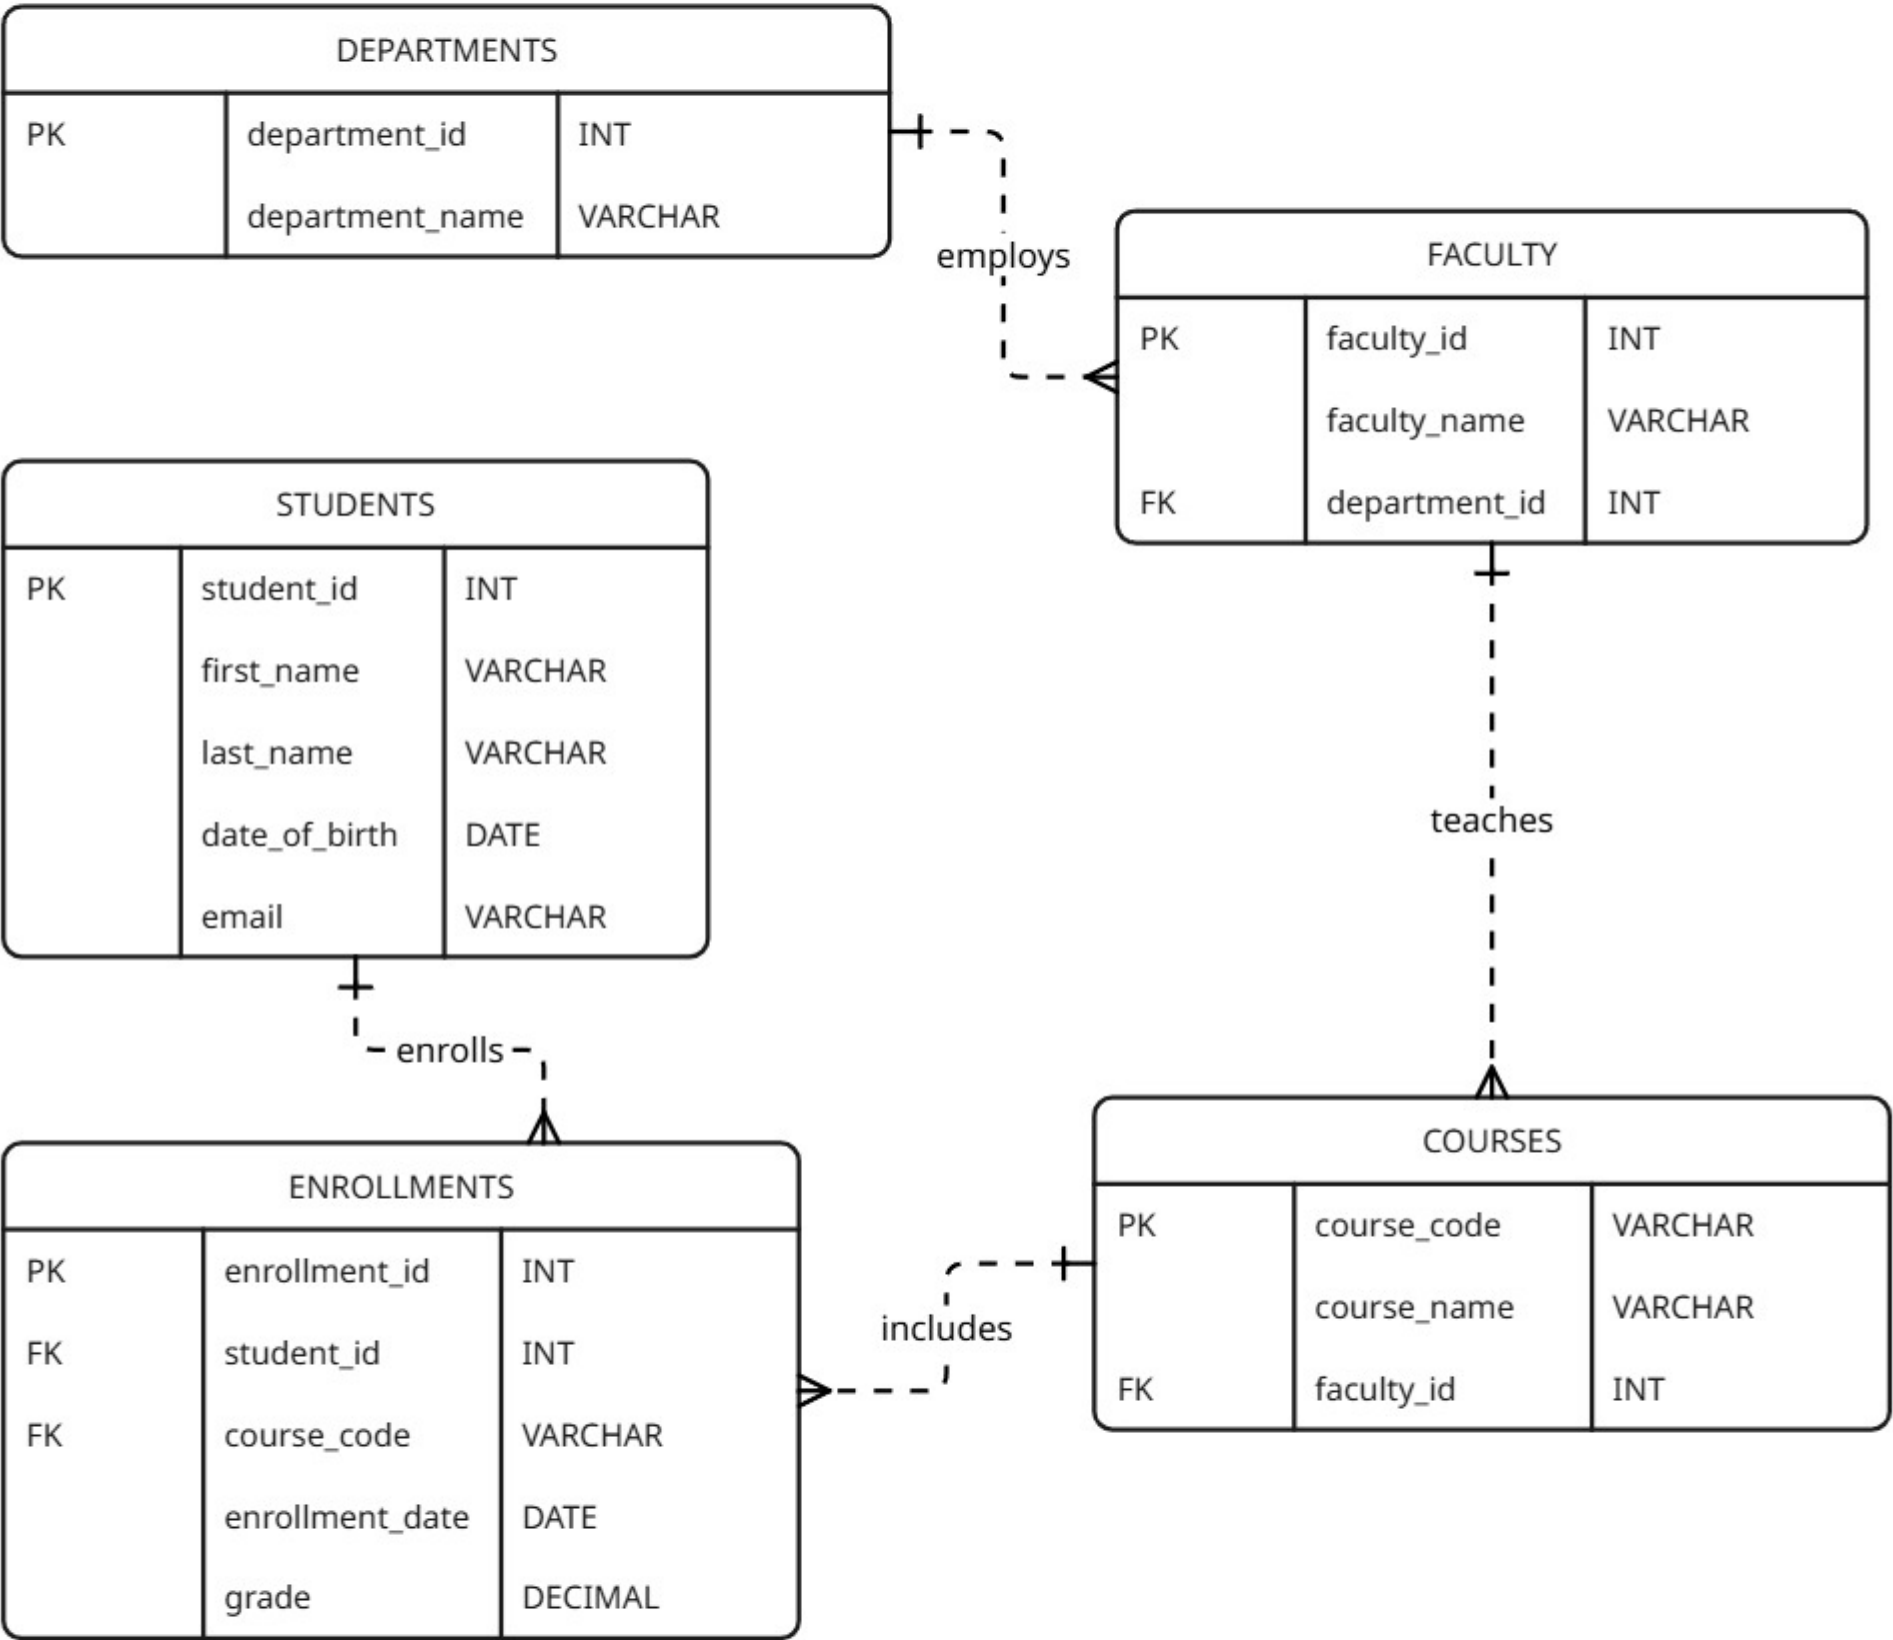 DEPARTMENTS
PK department_id INT
department_name VARCHAR
employs
FACULTY
PK faculty_id INT
faculty_name VARCHAR
FK department_id INT
STUDENTS
PK student_id INT
first_name VARCHAR
last_name VARCHAR
date_of_birth DATE
email VARCHAR
teaches
enrolls
ENROLLMENTS
PK enrollment_id INT
FK student_id INT
FK course_code VARCHAR
enrollment_date DATE
grade DECIMAL
includes
COURSES
PK course_code VARCHAR
course_name VARCHAR
FK faculty_id INT